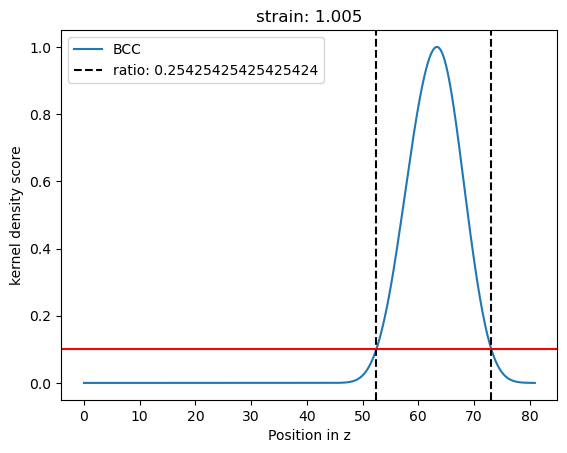 strain: 1.005
BCC
ratio: 0.25425425425425424
kernel density score
1.0
0.8
0.6
0.4
0.2
0.0
0 10 20 30 40 50 60 70 80
Position in z